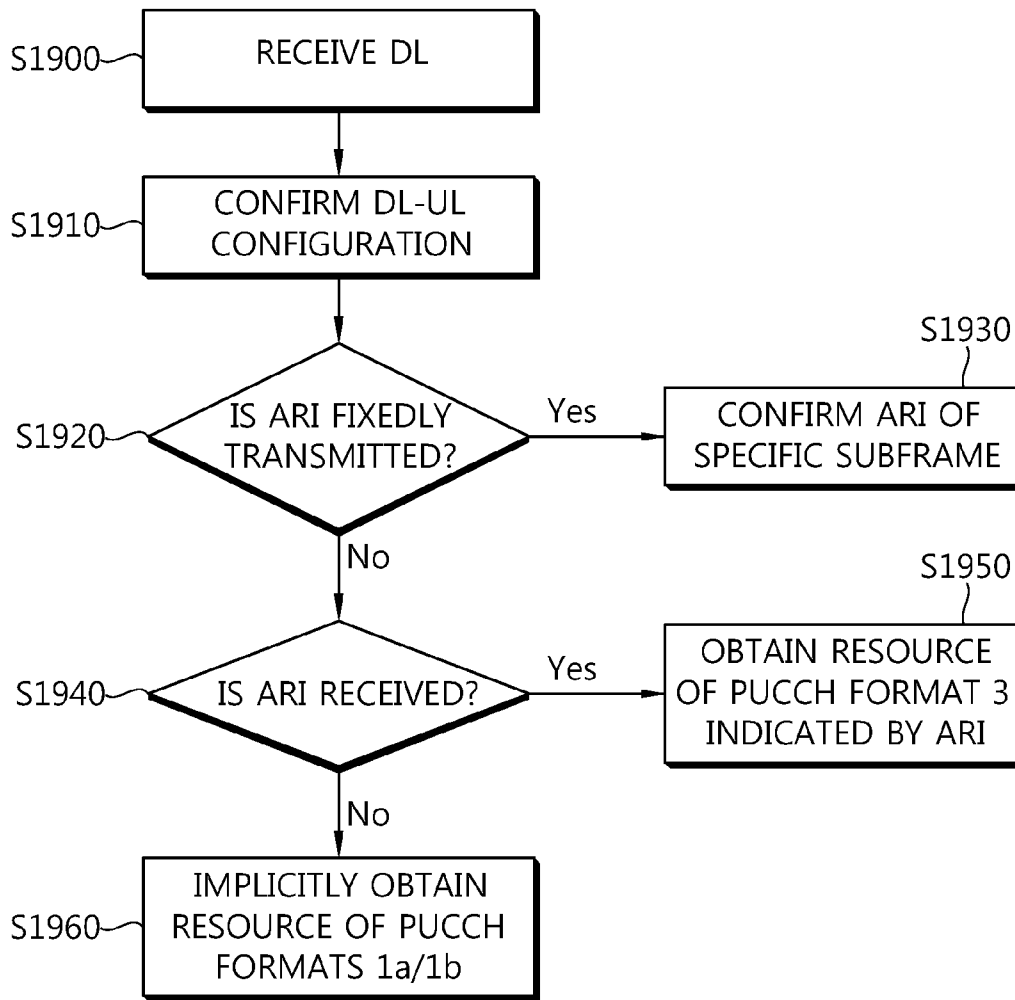 S1900
RECEIVE DL
S1910
CONFIRM DL-UL
CONFIGURATION
S1920
IS ARI FIXEDLY
TRANSMITTED?
Yes
S1930
CONFIRM ARI OF
SPECIFIC SUBFRAME
No
S1940
IS ARI RECEIVED?
Yes
S1950
OBTAIN RESOURCE
OF PUCCH FORMAT 3
INDICATED BY ARI
No
S1960
IMPLICITLY OBTAIN
RESOURCE OF PUCCH
FORMATS 1a/1b